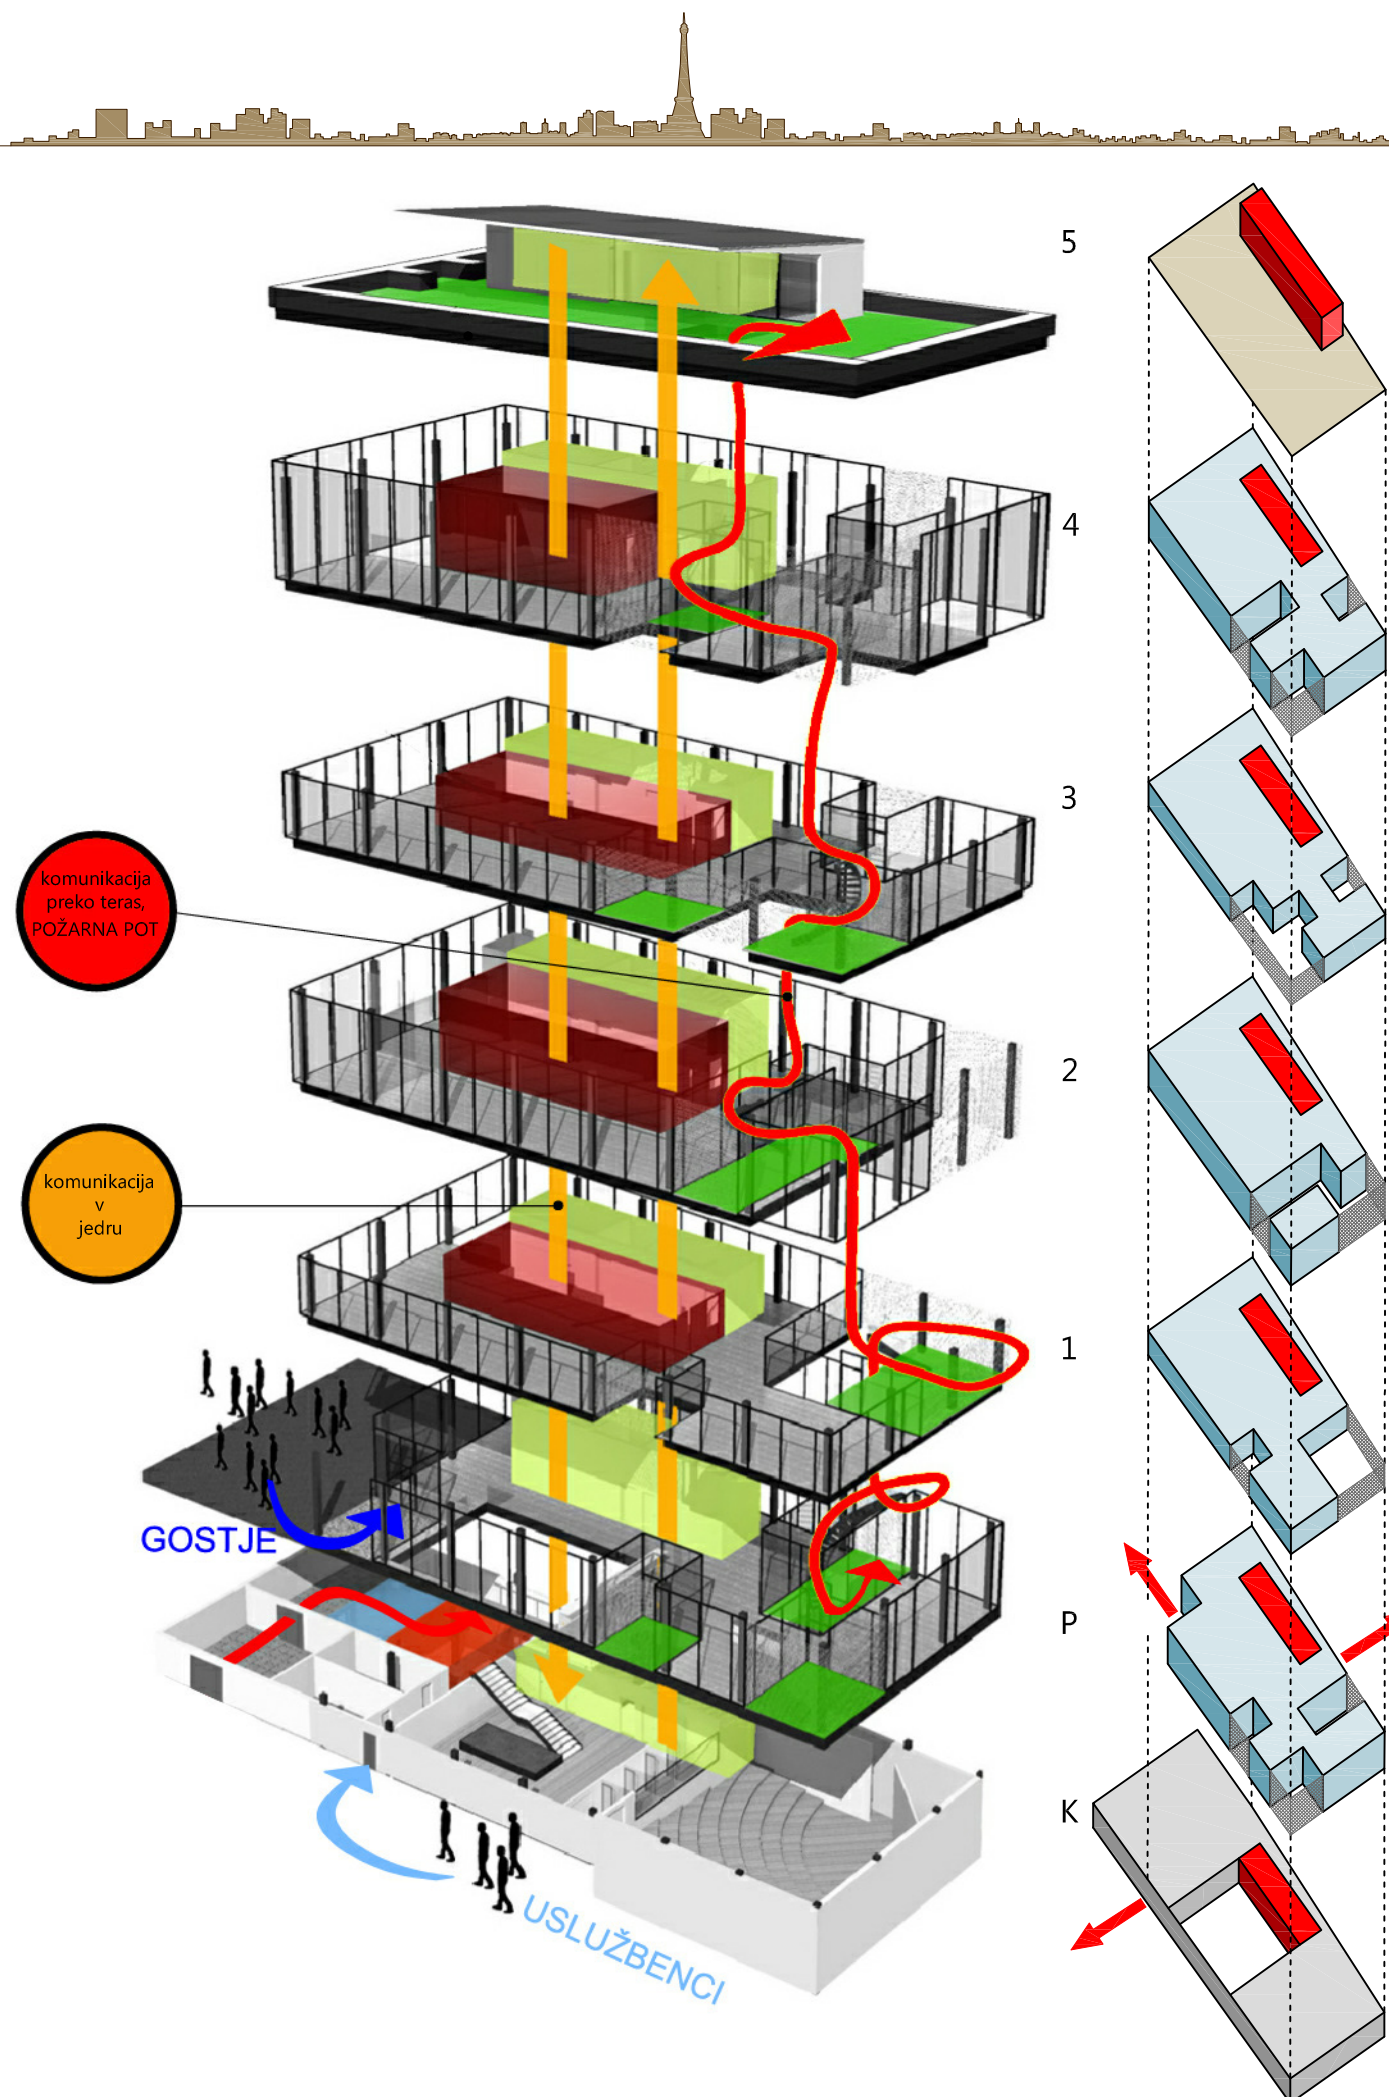 5
4
3
komunikacija
preko teras,
POŽARNA POT
2
komunikacija
v
jedru
1
GOSTJE
P
K
USLUŽBENCI